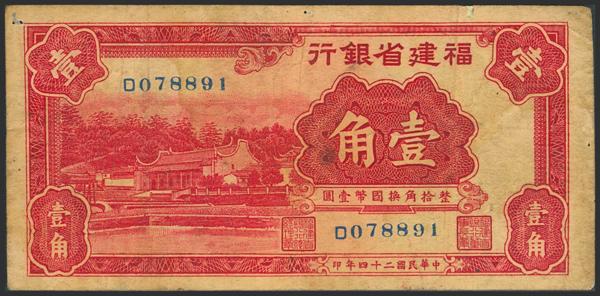 福建省銀行
壹
壹
D078891
壹角
整拾角換國幣壹圓
D078891
壹角
壹角
中華民國二十四年印